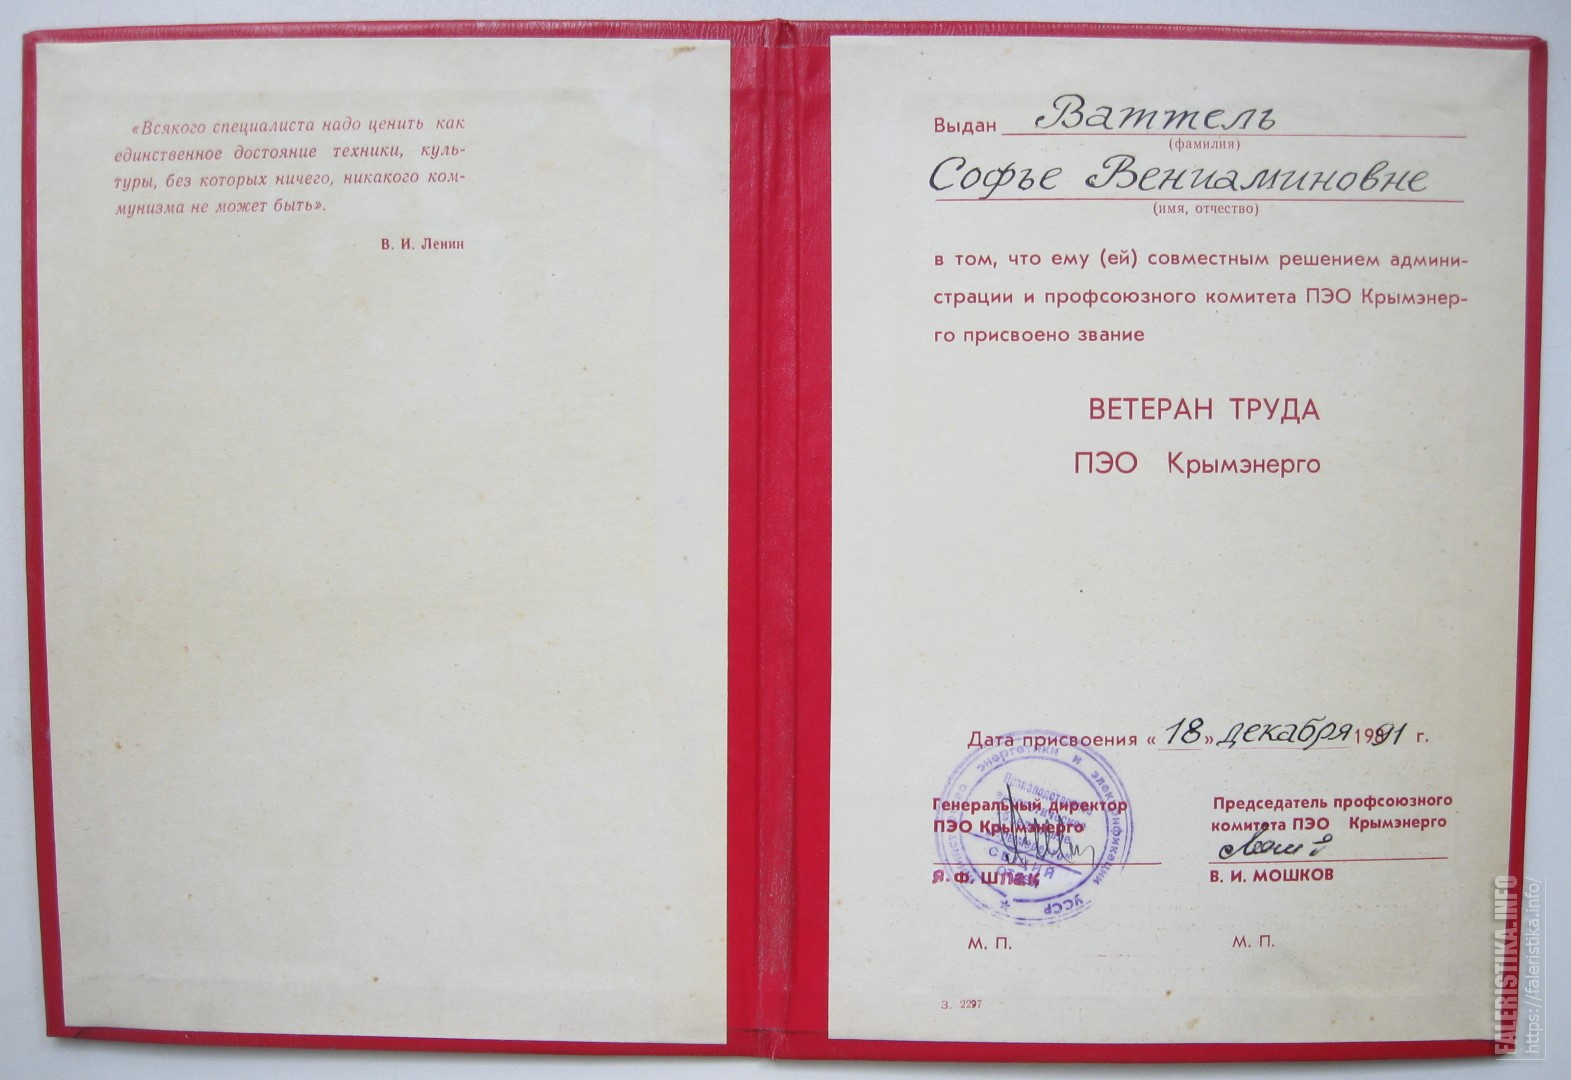 «Всякого специалиста надо ценить как
единственное достояние техники, куль-
туры, без которых ничего, никакого ком-
мунизма не может быть».
В. И. Ленин
Выдан Ваттель
(фамилия)
Софье Вениаминовне
(имя, отчество)
в том, что ему (ей) совместным решением админи-
страции и профсоюзного комитета ПЭО Крымэнер-
го присвоено звание
ВЕТЕРАН ТРУДА
ПЭО Крымэнерго
Дата присвоения «18» декабря 1991 г.
Генеральный директор
ПЭО Крымэнерго
Я. Ф. Шпак
Председатель профсоюзного
комитета ПЭО Крымэнерго
В. И. МОШКОВ
М. П.
М. П.
З. 2297
энергетики и электрификации УССР
FALERISTIKA.INFO
https://faleristika.info/